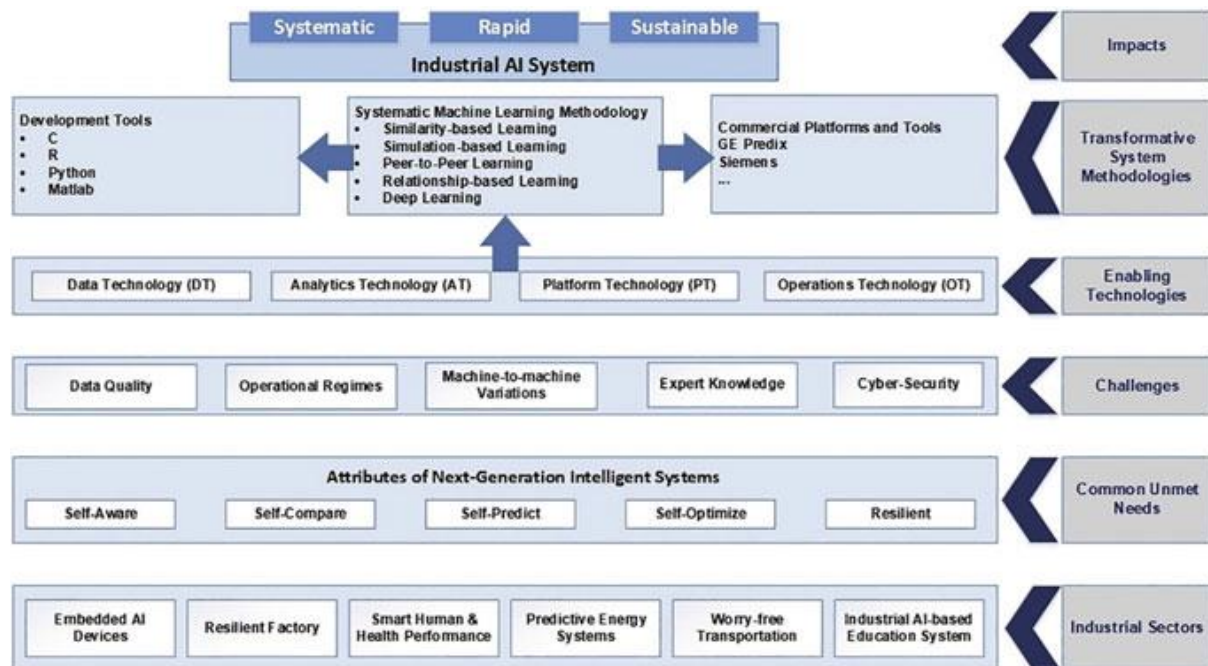 Systematic
Rapid
Sustainable
Industrial AI System
Impacts
Development Tools
• C
• R
• Python
• Matlab
Systematic Machine Learning Methodology
• Similarity-based Learning
• Simulation-based Learning
• Peer-to-Peer Learning
• Relationship-based Learning
• Deep Learning
Commercial Platforms and Tools
GE Predix
Siemens
...
Transformative
System
Methodologies
Data Technology (DT)
Analytics Technology (AT)
Platform Technology (PT)
Operations Technology (OT)
Enabling
Technologies
Data Quality
Operational Regimes
Machine-to-machine
Variations
Expert Knowledge
Cyber-Security
Challenges
Attributes of Next-Generation Intelligent Systems
Self-Aware
Self-Compare
Self-Predict
Self-Optimize
Resilient
Common Unmet
Needs
Embedded AI
Devices
Resilient Factory
Smart Human &
Health Performance
Predictive Energy
Systems
Worry-free
Transportation
Industrial AI-based
Education System
Industrial Sectors